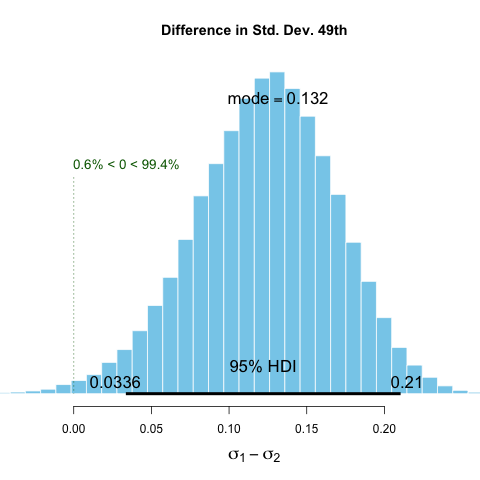 Difference in Std. Dev. 49th
mode = 0.132
0.6% < 0 < 99.4%
95% HDI
0.0336 0.21
0.00 0.05 0.10 0.15 0.20
σ₁ – σ₂